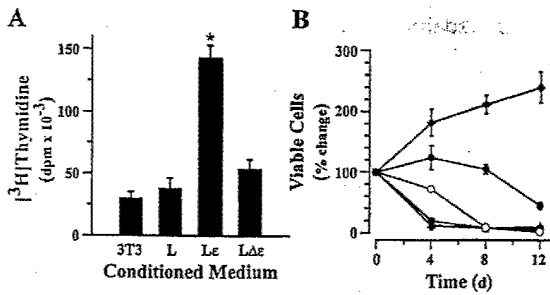 A
[³H]Thymidine
(dpm x 10⁻³)
150
100
50
0
*
3T3 L Lε LΔε
Conditioned Medium
B
Viable Cells
(% change)
300
200
100
0
0 4 8 12
Time (d)